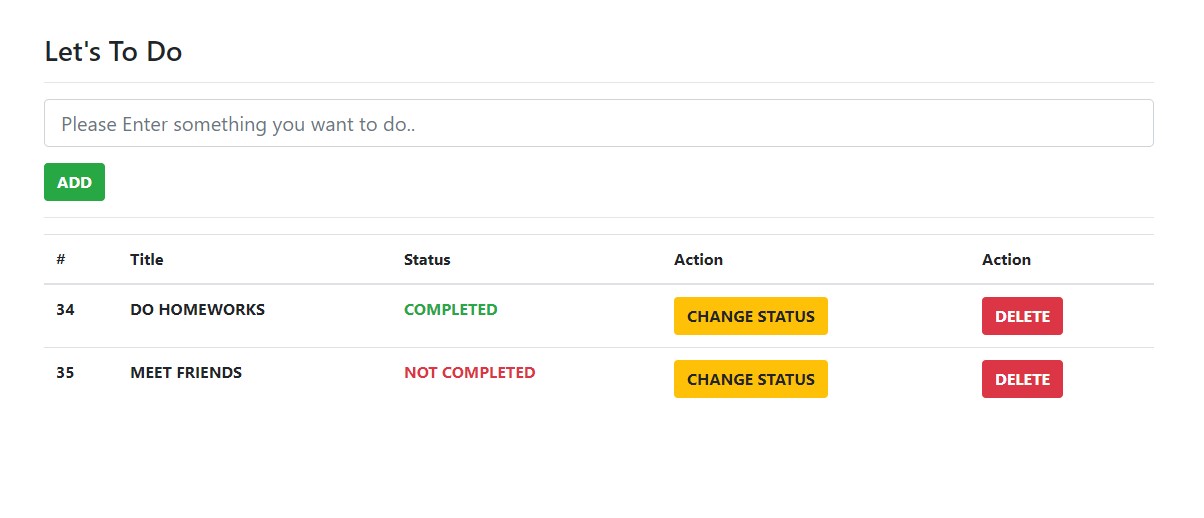 Let's To Do
Please Enter something you want to do..
ADD
# Title Status Action Action
34 DO HOMEWORKS COMPLETED CHANGE STATUS DELETE
35 MEET FRIENDS NOT COMPLETED CHANGE STATUS DELETE